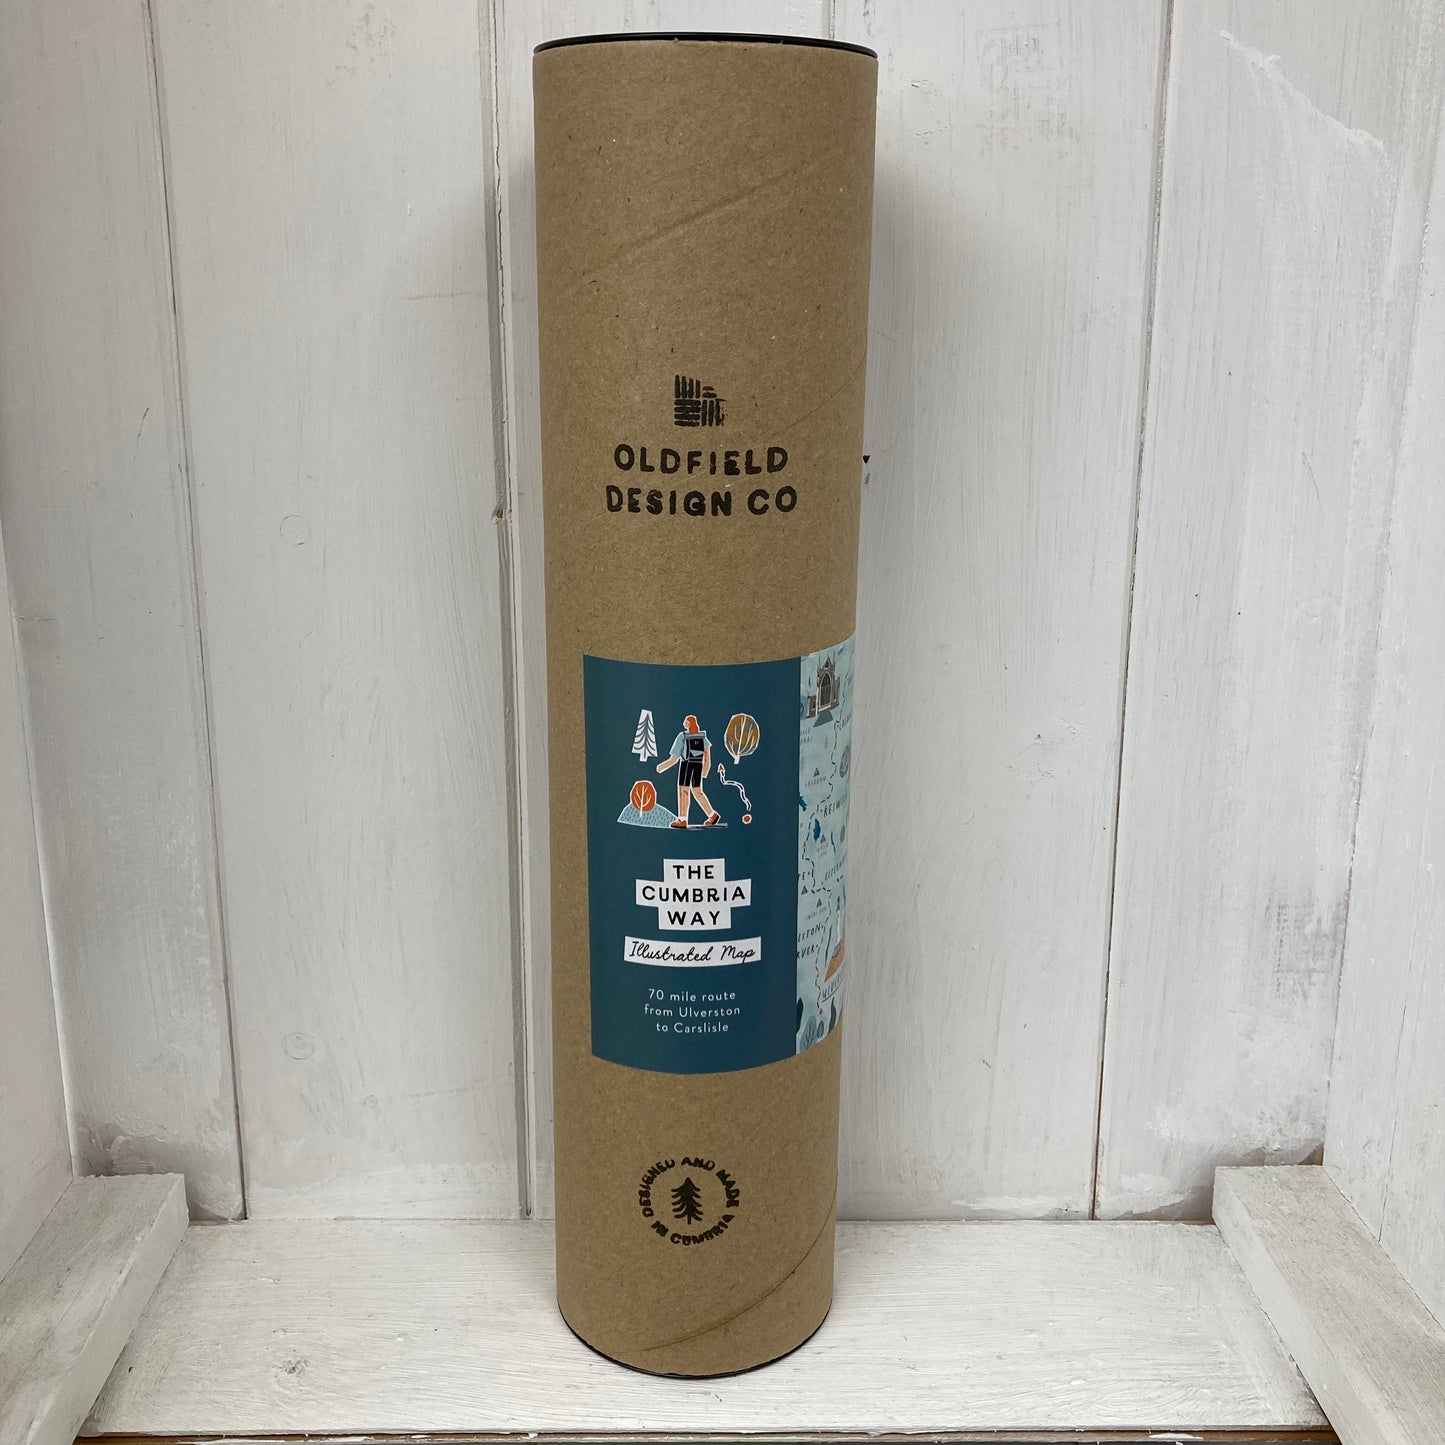 OLDFIELD
DESIGN CO
THE
CUMBRIA
WAY
Illustrated Map
70 mile route
from Ulverston
to Carslisle
DESIGNED AND MADE
IN CUMBRIA